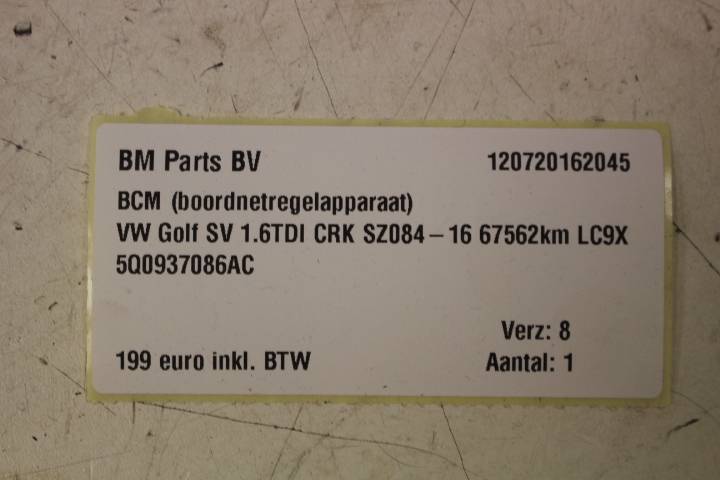 BM Parts BV 120720162045
BCM (boordnetregelapparaat)
VW Golf SV 1.6TDI CRK SZ084-16 67562km LC9X
5Q0937086AC
Verz: 8
199 euro inkl. BTW Aantal: 1